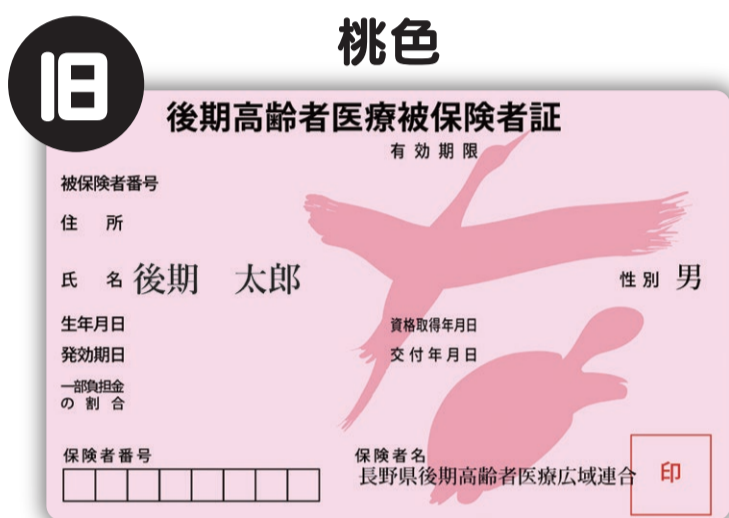 旧
桃色
後期高齢者医療被保険者証
有効期限
被保険者番号
住所
氏名 後期 太郎
性別 男
生年月日
資格取得年月日
発効期日
交付年月日
一部負担金
の割合
保険者番号
保険者名
長野県後期高齢者医療広域連合
印